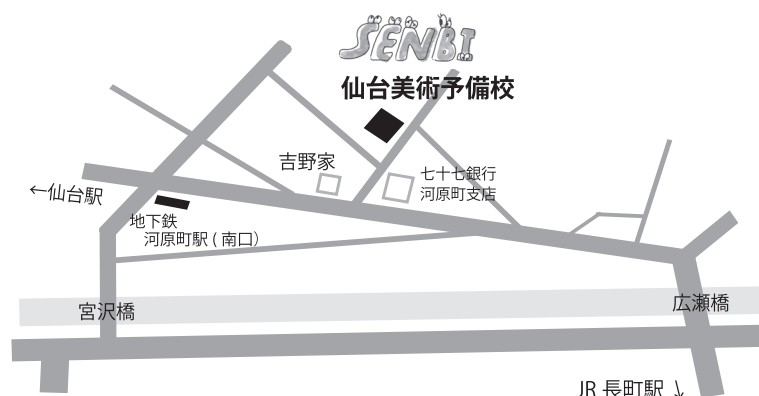 SENBI
仙台美術予備校
吉野家
七十七銀行
河原町支店
←仙台駅
地下鉄
河原町駅 ( 南口)
宮沢橋
広瀬橋
JR 長町駅 ↓